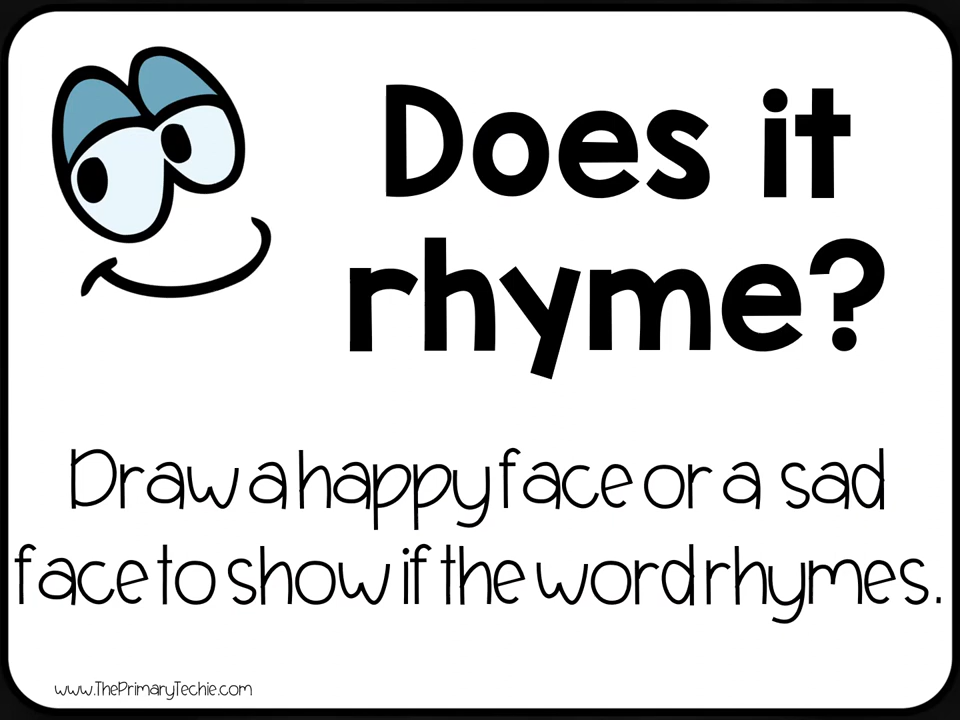 Does it
rhyme?
Draw a happy face or a sad
face to show if the word rhymes.
www.ThePrimaryTechie.com